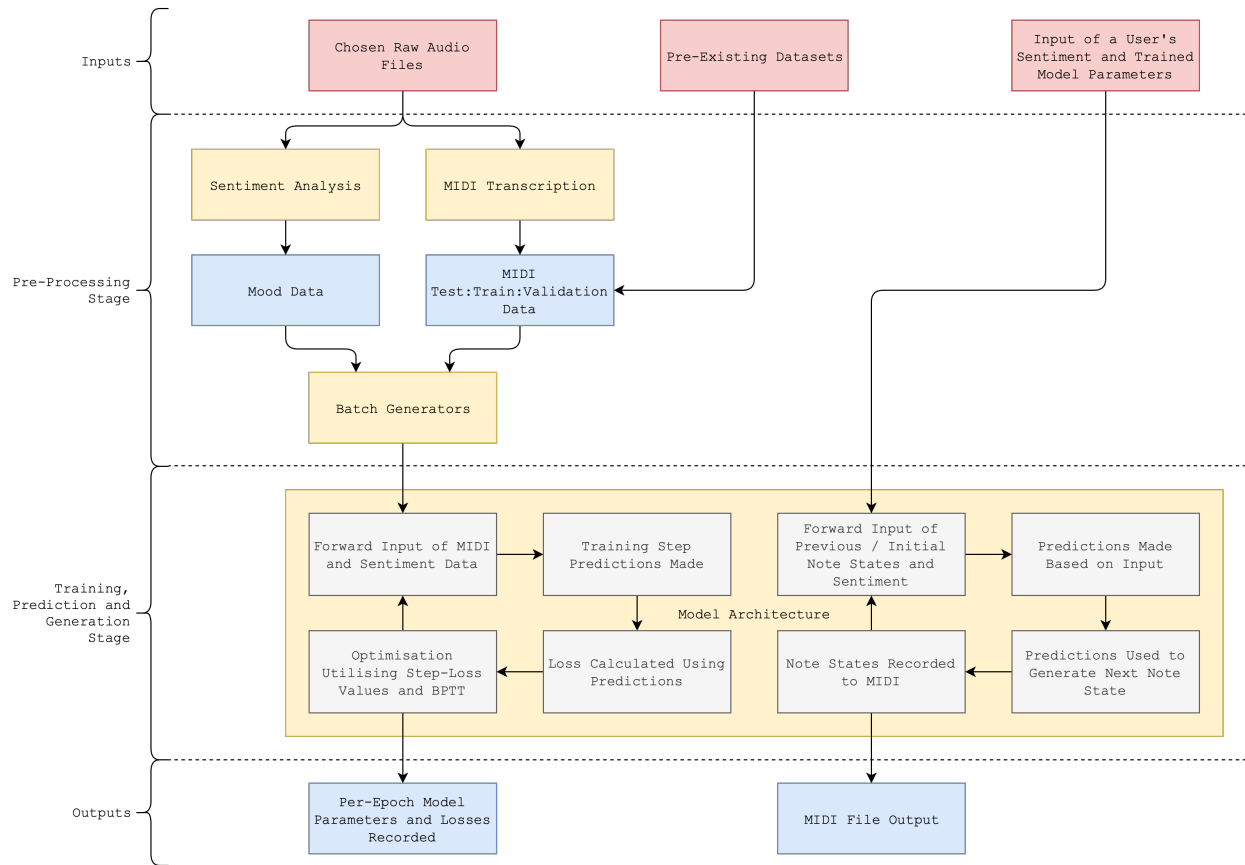 Inputs
Chosen Raw Audio
Files
Pre-Existing Datasets
Input of a User's
Sentiment and Trained
Model Parameters
Pre-Processing
Stage
Sentiment Analysis
MIDI Transcription
Mood Data
MIDI
Test:Train:Validation
Data
Batch Generators
Training,
Prediction and
Generation
Stage
Forward Input of MIDI
and Sentiment Data
Training Step
Predictions Made
Forward Input of
Previous / Initial
Note States and
Sentiment
Predictions Made
Based on Input
Model Architecture
Optimisation
Utilising Step-Loss
Values and BPTT
Loss Calculated Using
Predictions
Note States Recorded
to MIDI
Predictions Used to
Generate Next Note
State
Outputs
Per-Epoch Model
Parameters and Losses
Recorded
MIDI File Output